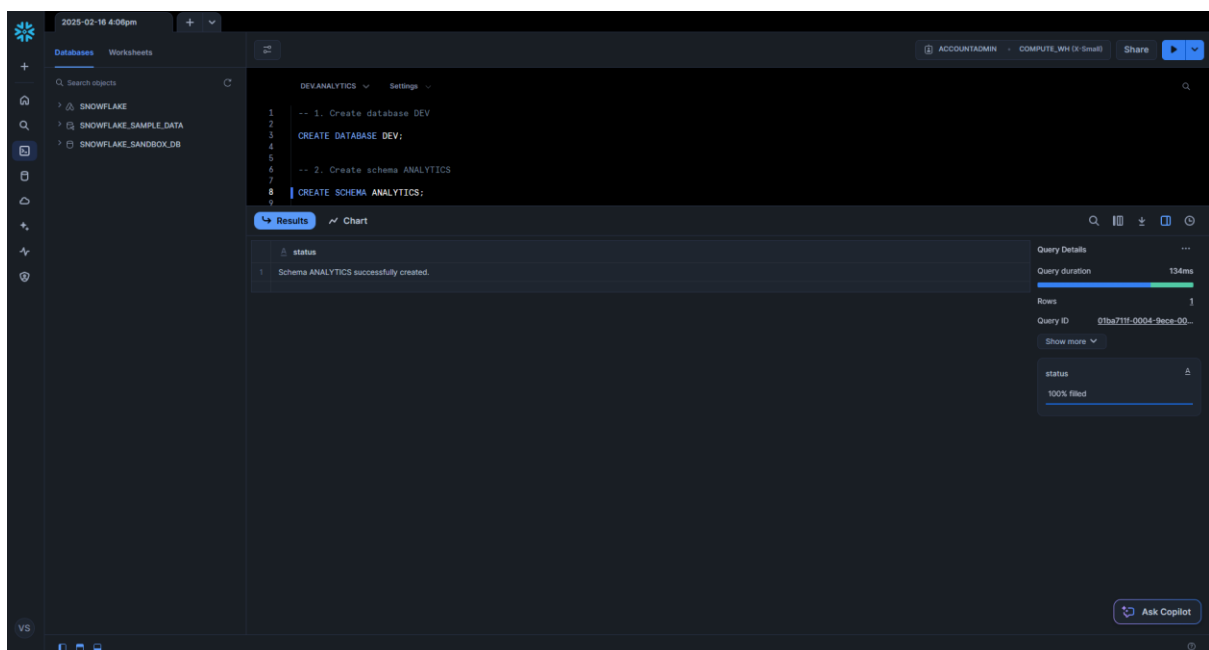 2025-02-16 4:06pm
Databases Worksheets
ACCOUNTADMIN · COMPUTE_WH (X-Small) Share
Search objects
SNOWFLAKE
SNOWFLAKE_SAMPLE_DATA
SNOWFLAKE_SANDBOX_DB
DEV.ANALYTICS Settings
1 -- 1. Create database DEV
2
3 CREATE DATABASE DEV;
4
5
6 -- 2. Create schema ANALYTICS
7
8 CREATE SCHEMA ANALYTICS;
9
Results Chart
A status
1 Schema ANALYTICS successfully created.
Query Details ...
Query duration 134ms
Rows 1
Query ID 01ba711f-0004-9ece-00...
Show more
status A
100% filled
Ask Copilot
VS